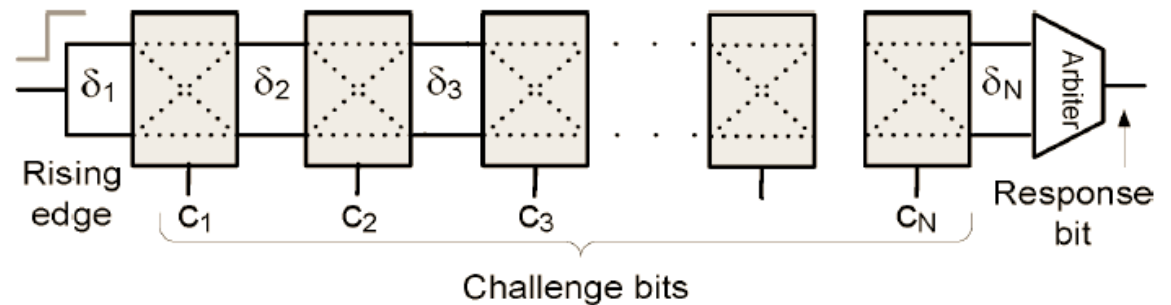 δ1 δ2 δ3 δN Arbiter
Rising
edge
C1 C2 C3 CN
Response
bit
Challenge bits